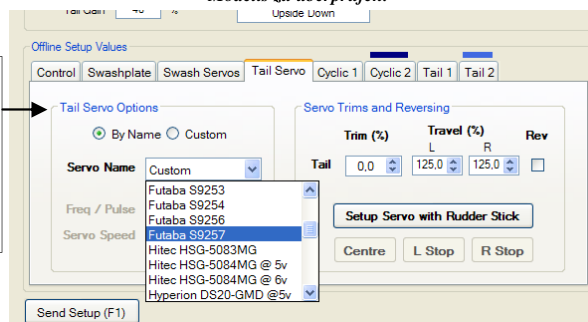 Modells zu überprüfen.
Tail Gain 40 %
Upside Down
Offline Setup Values
Control Swashplate Swash Servos Tail Servo Cyclic 1 Cyclic 2 Tail 1 Tail 2
Tail Servo Options
By Name Custom
Servo Name Custom
Futaba S9253
Futaba S9254
Futaba S9256
Futaba S9257
Hitec HSG-5083MG
Hitec HSG-5084MG @ 5v
Hitec HSG-5084MG @ 6v
Hyperion DS20-GMD @5v
Freq / Pulse
Servo Speed
Servo Trims and Reversing
Trim (%) Travel (%) Rev
L R
Tail 0,0 125,0 125,0
Setup Servo with Rudder Stick
Centre L Stop R Stop
Send Setup (F1)